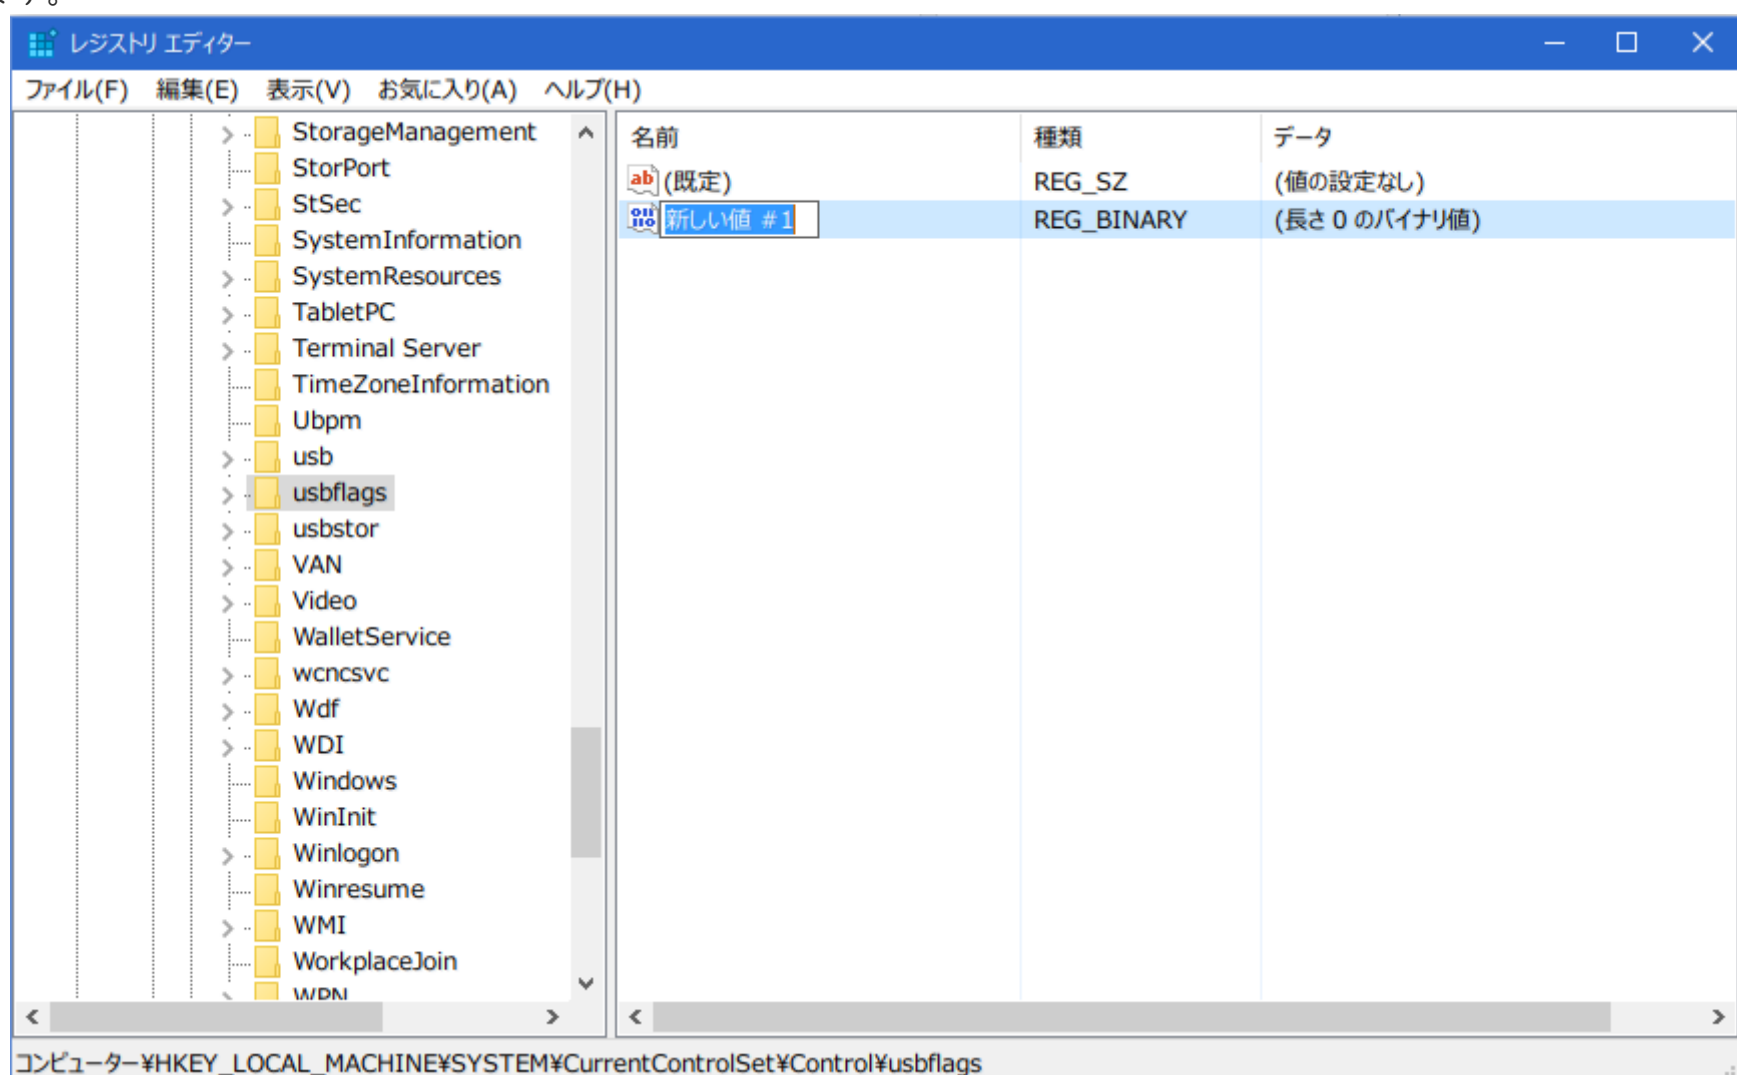 す。
レジストリ エディター
ファイル(F) 編集(E) 表示(V) お気に入り(A) ヘルプ(H)
StorageManagement
StorPort
StSec
SystemInformation
SystemResources
TabletPC
Terminal Server
TimeZoneInformation
Ubpm
usb
usbflags
usbstor
VAN
Video
WalletService
wcncsvc
Wdf
WDI
Windows
WinInit
Winlogon
Winresume
WMI
WorkplaceJoin
WPN
名前 種類 データ
(既定) REG_SZ (値の設定なし)
新しい値 #1 REG_BINARY (長さ 0 のバイナリ値)
コンピューター¥HKEY_LOCAL_MACHINE¥SYSTEM¥CurrentControlSet¥Control¥usbflags